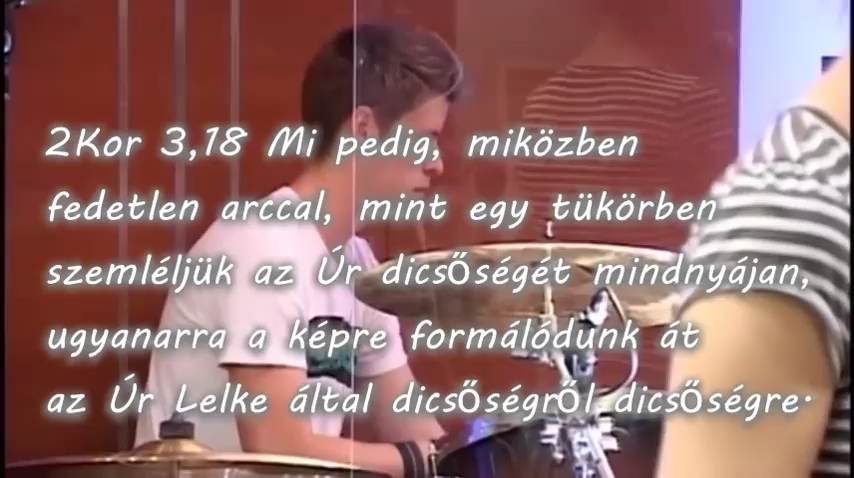 2Kor 3,18 Mi pedig, miközben
fedetlen arccal, mint egy tükörben
szemléljük az Úr dicsőségét mindnyájan,
ugyanarra a képre formálódunk át
az Úr Lelke által dicsőségről dicsőségre.